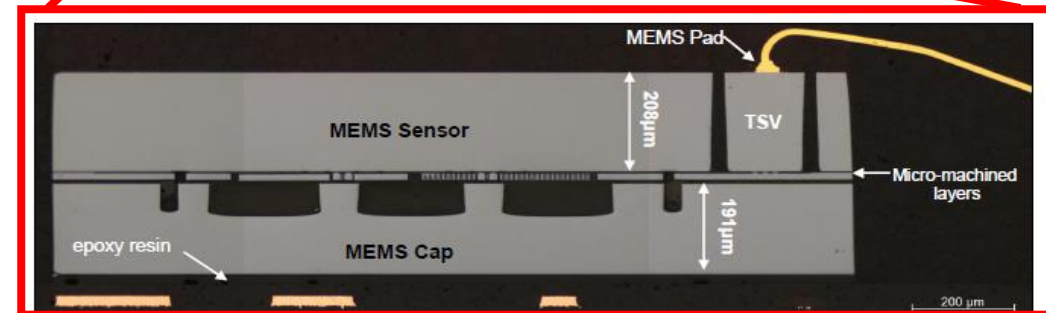 MEMS Pad
208µm
TSV
MEMS Sensor
Micro-machined
layers
191µm
epoxy resin
MEMS Cap
200 µm